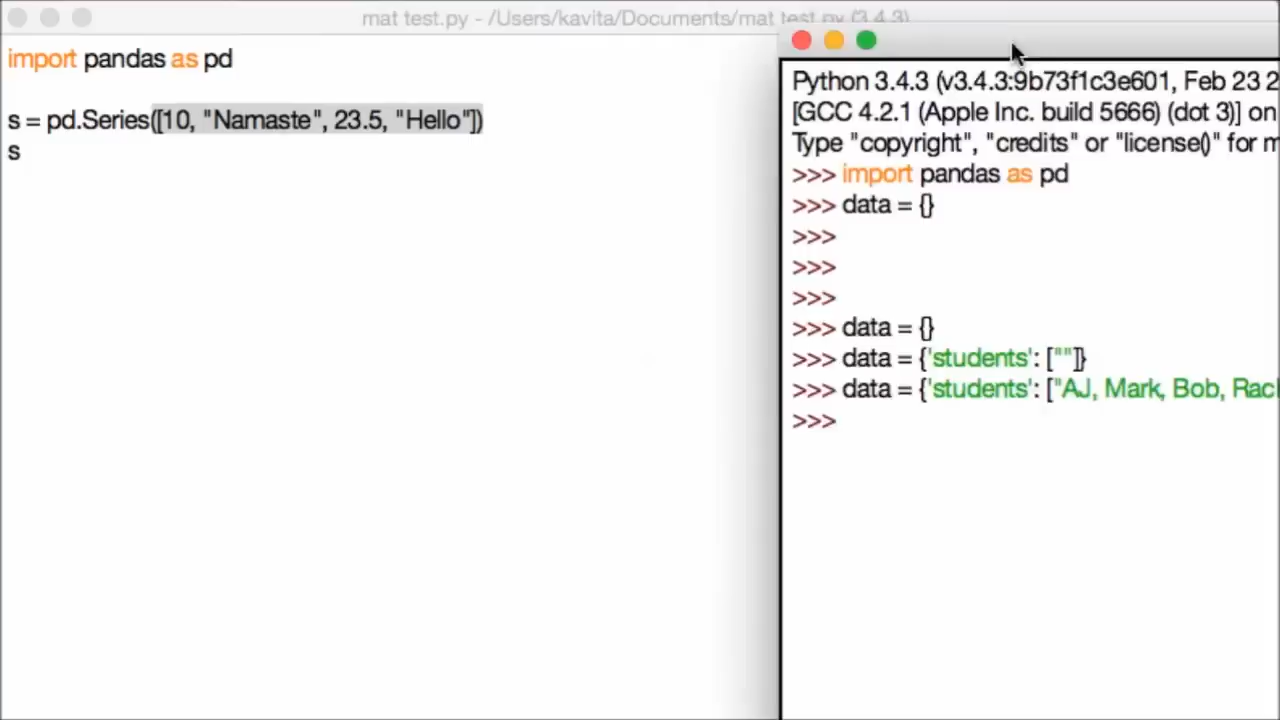 mat test.py - /Users/kavita/Documents/mat test.py (3.4.3)
import pandas as pd
s = pd.Series([10, "Namaste", 23.5, "Hello"])
s
Python 3.4.3 (v3.4.3:9b73f1c3e601, Feb 23 2
[GCC 4.2.1 (Apple Inc. build 5666) (dot 3)] on
Type "copyright", "credits" or "license()" for m
>>> import pandas as pd
>>> data = {}
>>>
>>>
>>>
>>> data = {}
>>> data = {'students': [""]}
>>> data = {'students': ["AJ, Mark, Bob, Rac
>>>